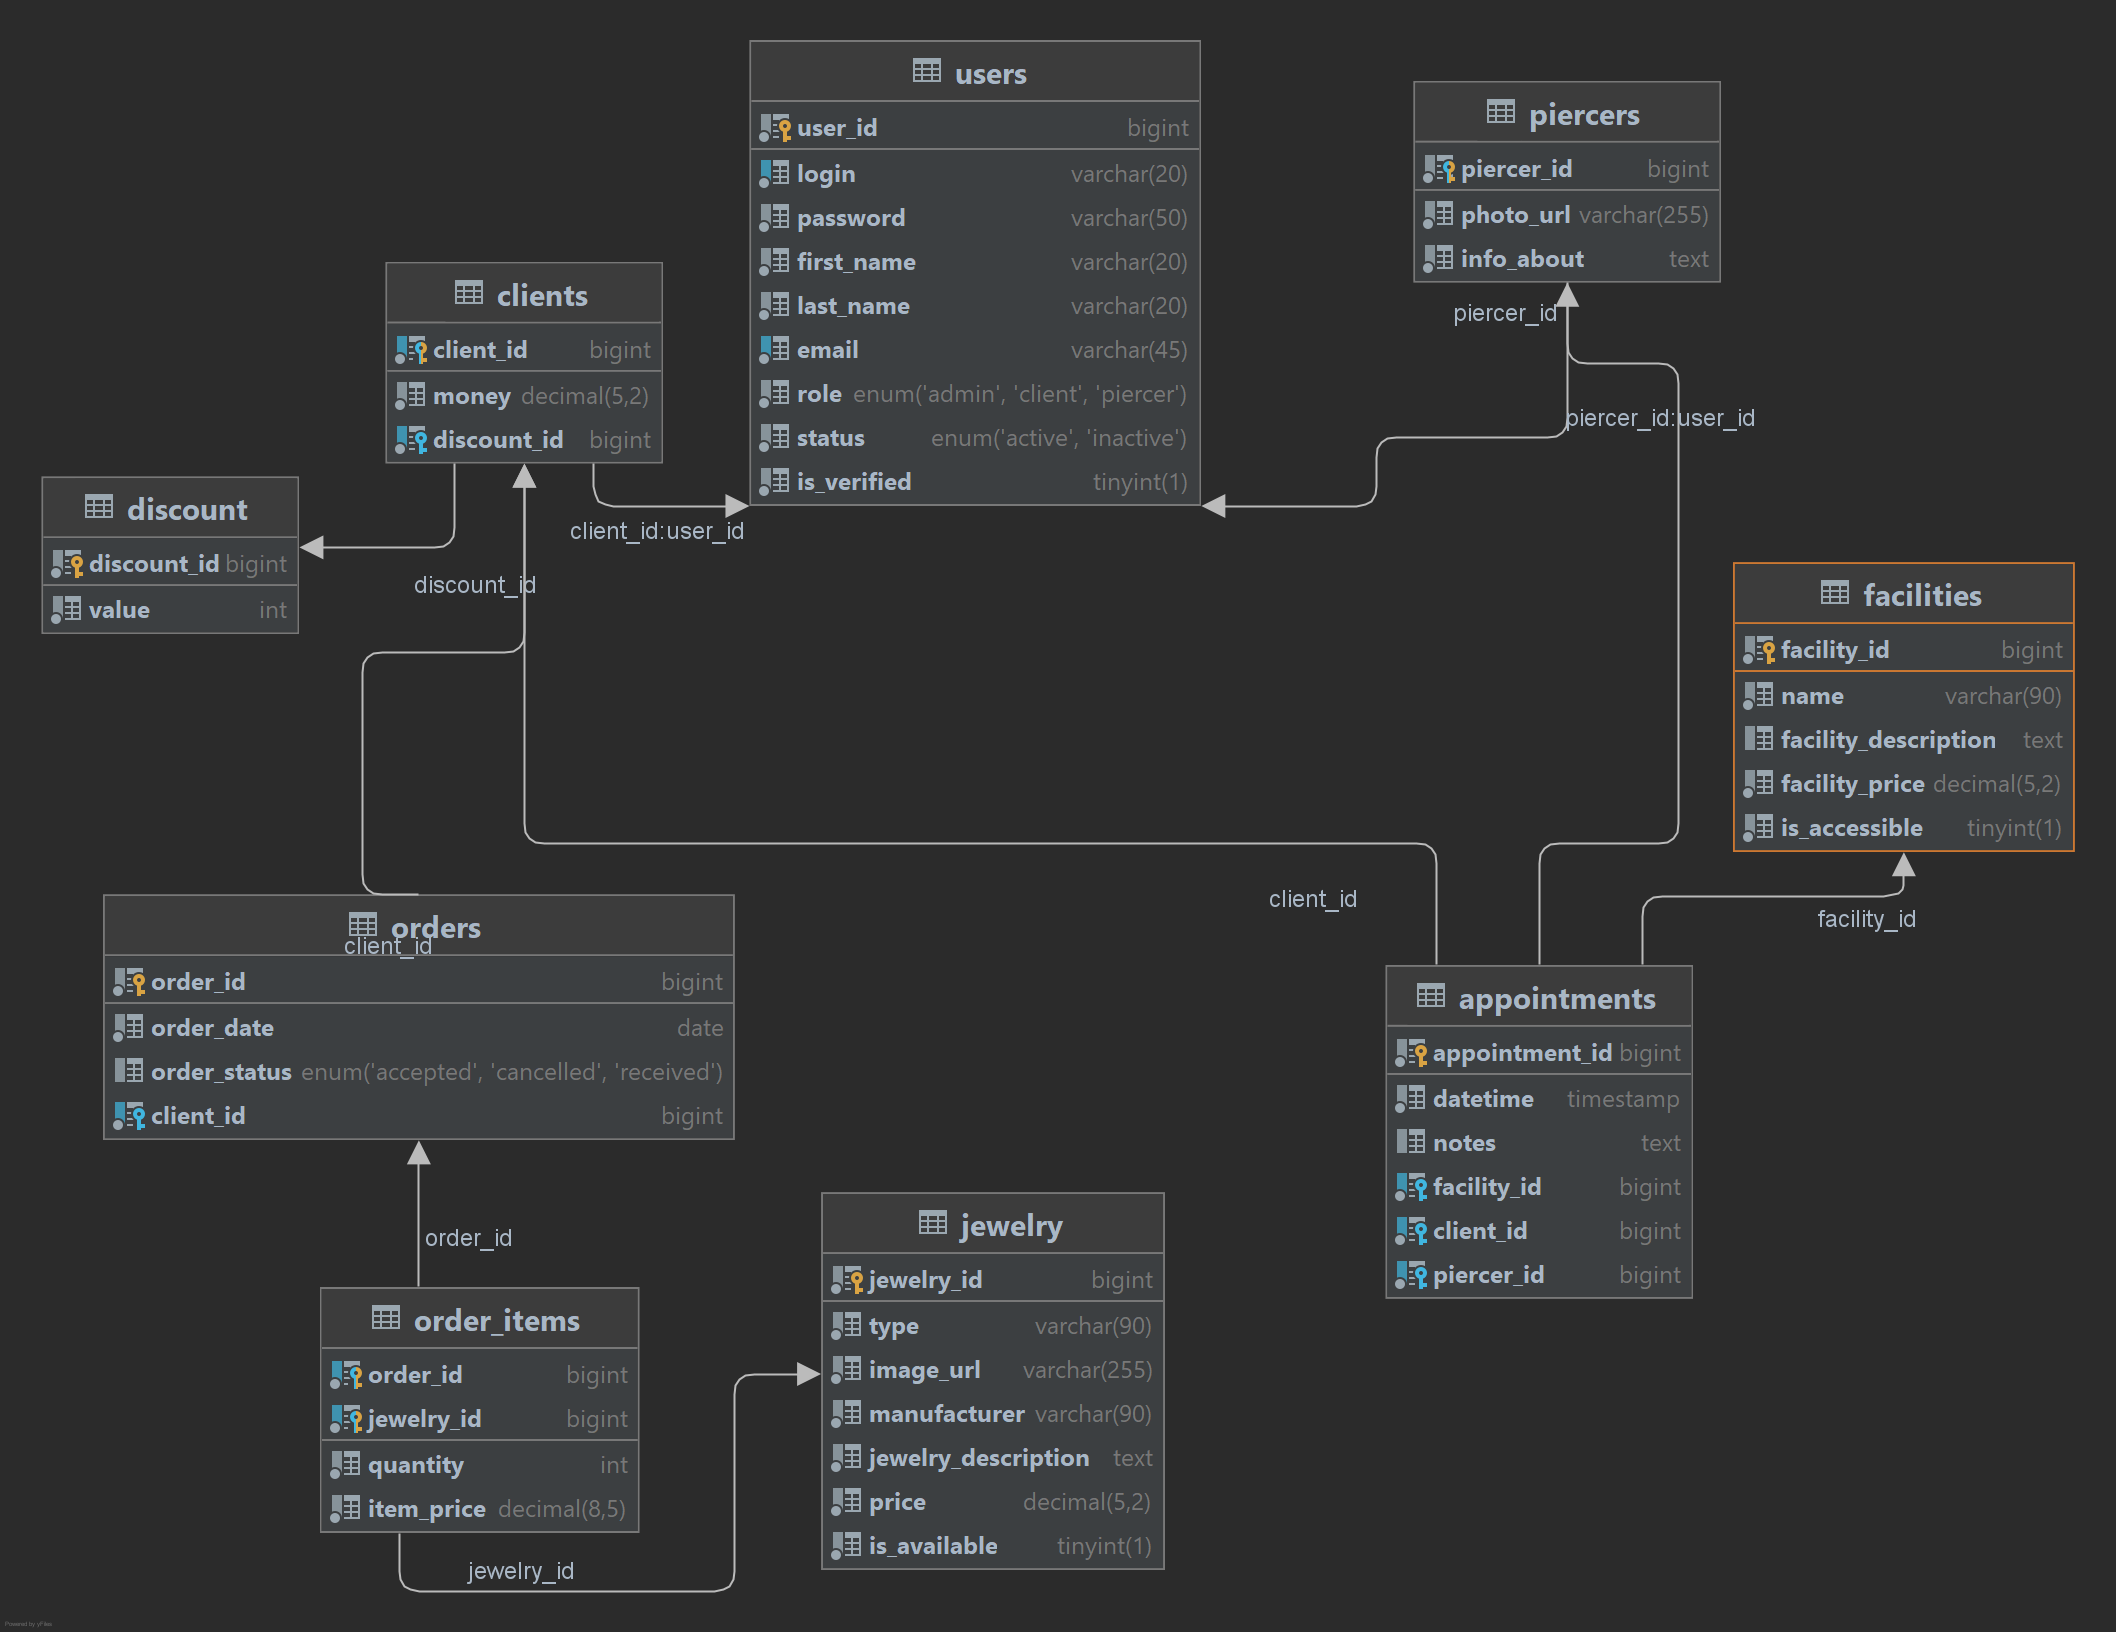 users
user_id bigint
login varchar(20)
password varchar(50)
first_name varchar(20)
last_name varchar(20)
email varchar(45)
role enum('admin', 'client', 'piercer')
status enum('active', 'inactive')
is_verified tinyint(1)
piercers
piercer_id bigint
photo_url varchar(255)
info_about text
piercer_id
piercer_id:user_id
clients
client_id bigint
money decimal(5,2)
discount_id bigint
client_id:user_id
discount
discount_id bigint
value int
discount_id
facilities
facility_id bigint
name varchar(90)
facility_description text
facility_price decimal(5,2)
is_accessible tinyint(1)
facility_id
client_id
orders
client_id
order_id bigint
order_date date
order_status enum('accepted', 'cancelled', 'received')
client_id bigint
appointments
appointment_id bigint
datetime timestamp
notes text
facility_id bigint
client_id bigint
piercer_id bigint
order_id
order_items
order_id bigint
jewelry_id bigint
quantity int
item_price decimal(8,5)
jewelry_id
jewelry
jewelry_id bigint
type varchar(90)
image_url varchar(255)
manufacturer varchar(90)
jewelry_description text
price decimal(5,2)
is_available tinyint(1)
Powered by yFiles